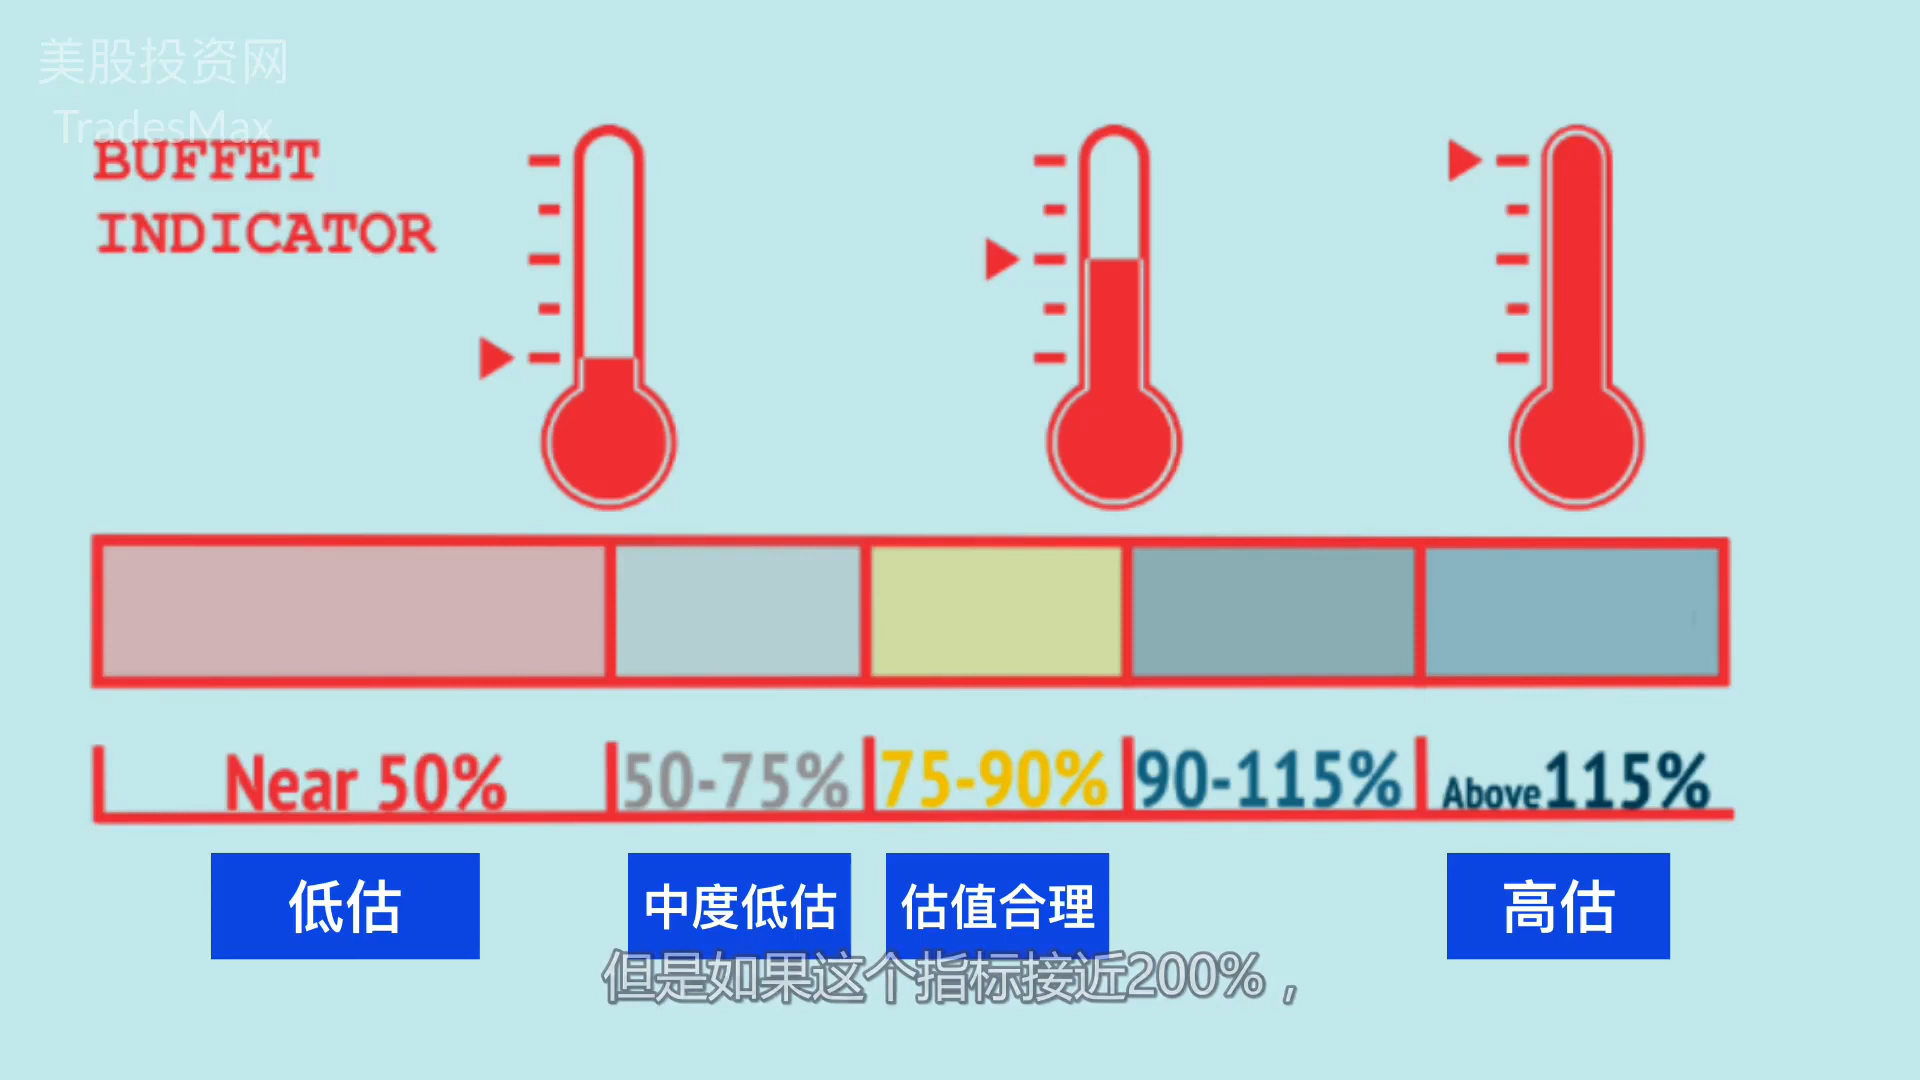 美股投资网
TradesMax
BUFFET
INDICATOR
Near 50%
50-75%
75-90%
90-115%
Above 115%
低估
中度低估
估值合理
高估
但是如果这个指标接近200%，